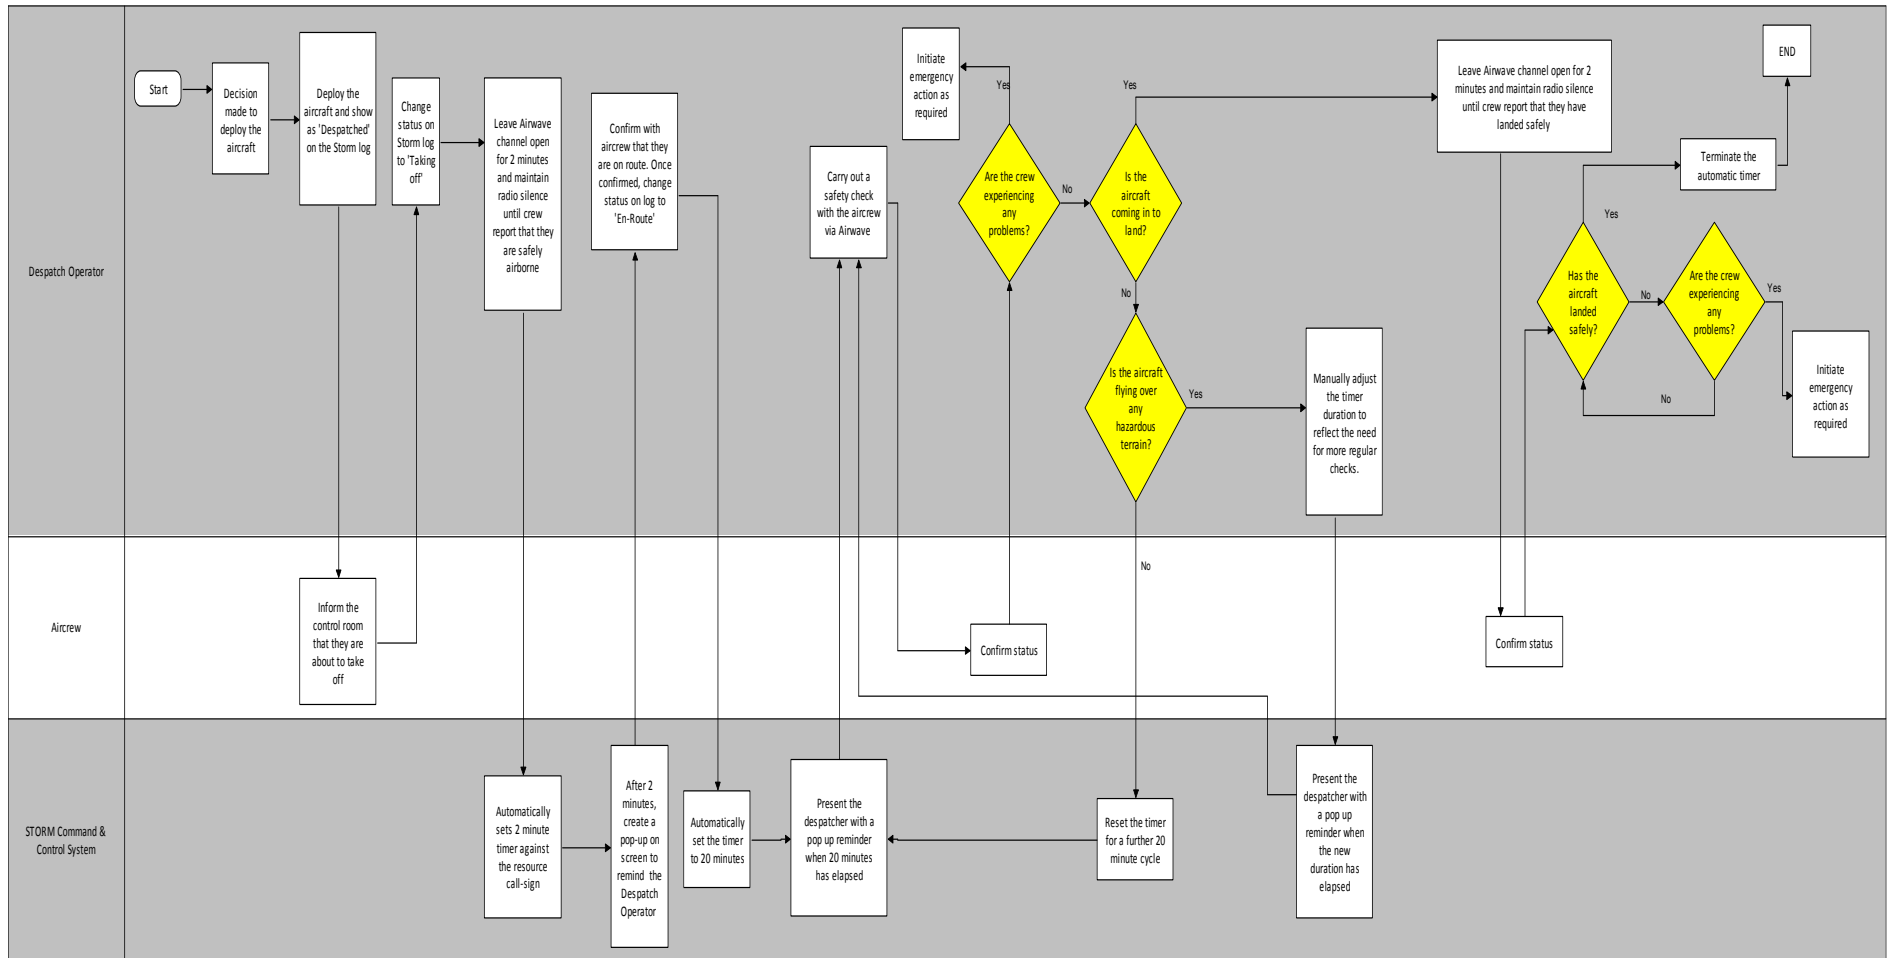 Despatch Operator
Start
Decision
made to
deploy the
aircraft
Deploy the
aircraft and show
as 'Despatched'
on the Storm log
Change
status on
Storm log
to 'Taking
off'
Leave Airwave
channel open
for 2 minutes
and maintain
radio silence
until crew
report that they
are safely
airborne
Confirm with
aircrew that they
are on route. Once
confirmed, change
status on log to
'En-Route'
Carry out a
safety check
with the aircrew
via Airwave
Initiate
emergency
action as
required
Yes
Are the crew
experiencing
any
problems?
No
Is the
aircraft
coming in to
land?
Yes
No
Is the aircraft
flying over
any
hazardous
terrain?
Yes
No
Manually adjust
the timer
duration to
reflect the need
for more regular
checks.
Leave Airwave channel open for 2
minutes and maintain radio silence
until crew report that they have
landed safely
Has the
aircraft
landed
safely?
Yes
Terminate the
automatic timer
END
No
Are the crew
experiencing
any
problems?
Yes
No
Initiate
emergency
action as
required
Aircrew
Inform the
control room
that they are
about to take
off
Confirm status
Confirm status
STORM Command &
Control System
Automatically
sets 2 minute
timer against
the resource
call-sign
After 2
minutes,
create a
pop-up on
screen to
remind the
Despatch
Operator
Automatically
set the timer
to 20 minutes
Present the
despatcher with a
pop up reminder
when 20 minutes
has elapsed
Reset the timer
for a further 20
minute cycle
Present the
despatcher with
a pop up
reminder when
the new
duration has
elapsed